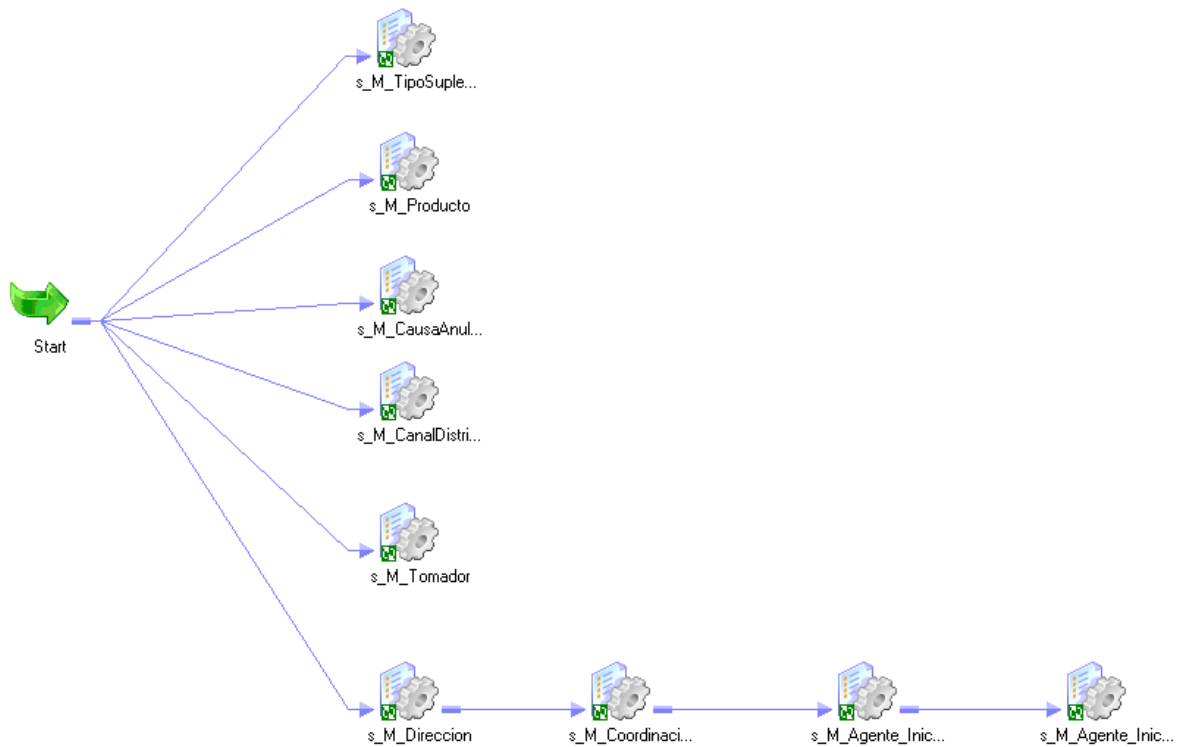 s_M_TipoSuple...
s_M_Producto
s_M_CausaAnul...
Start
s_M_CanalDistri...
s_M_Tomador
s_M_Direccion
s_M_Coordinaci...
s_M_Agente_Inic...
s_M_Agente_Inic...